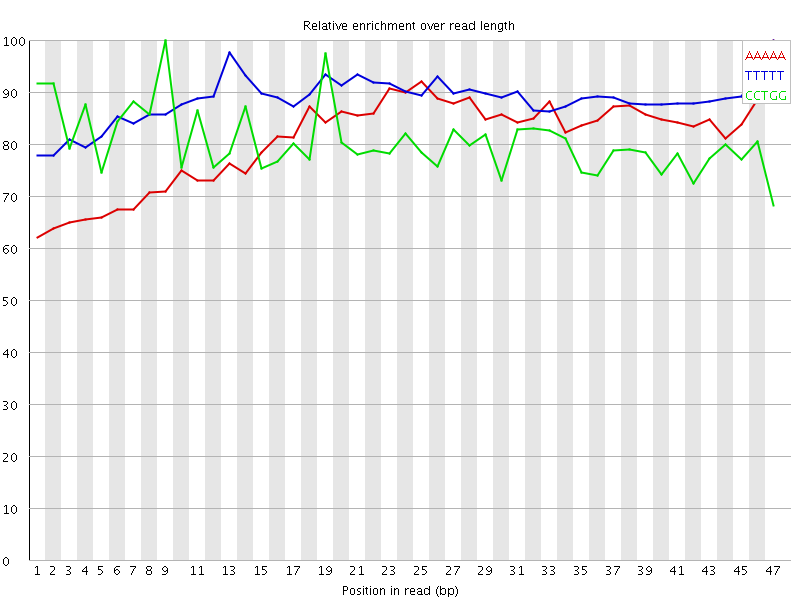 Relative enrichment over read length
100
90
80
70
60
50
40
30
20
10
0
AAAAA
TTTTT
CCTGG
1 2 3 4 5 6 7 8 9 11 13 15 17 19 21 23 25 27 29 31 33 35 37 39 41 43 45 47
Position in read (bp)